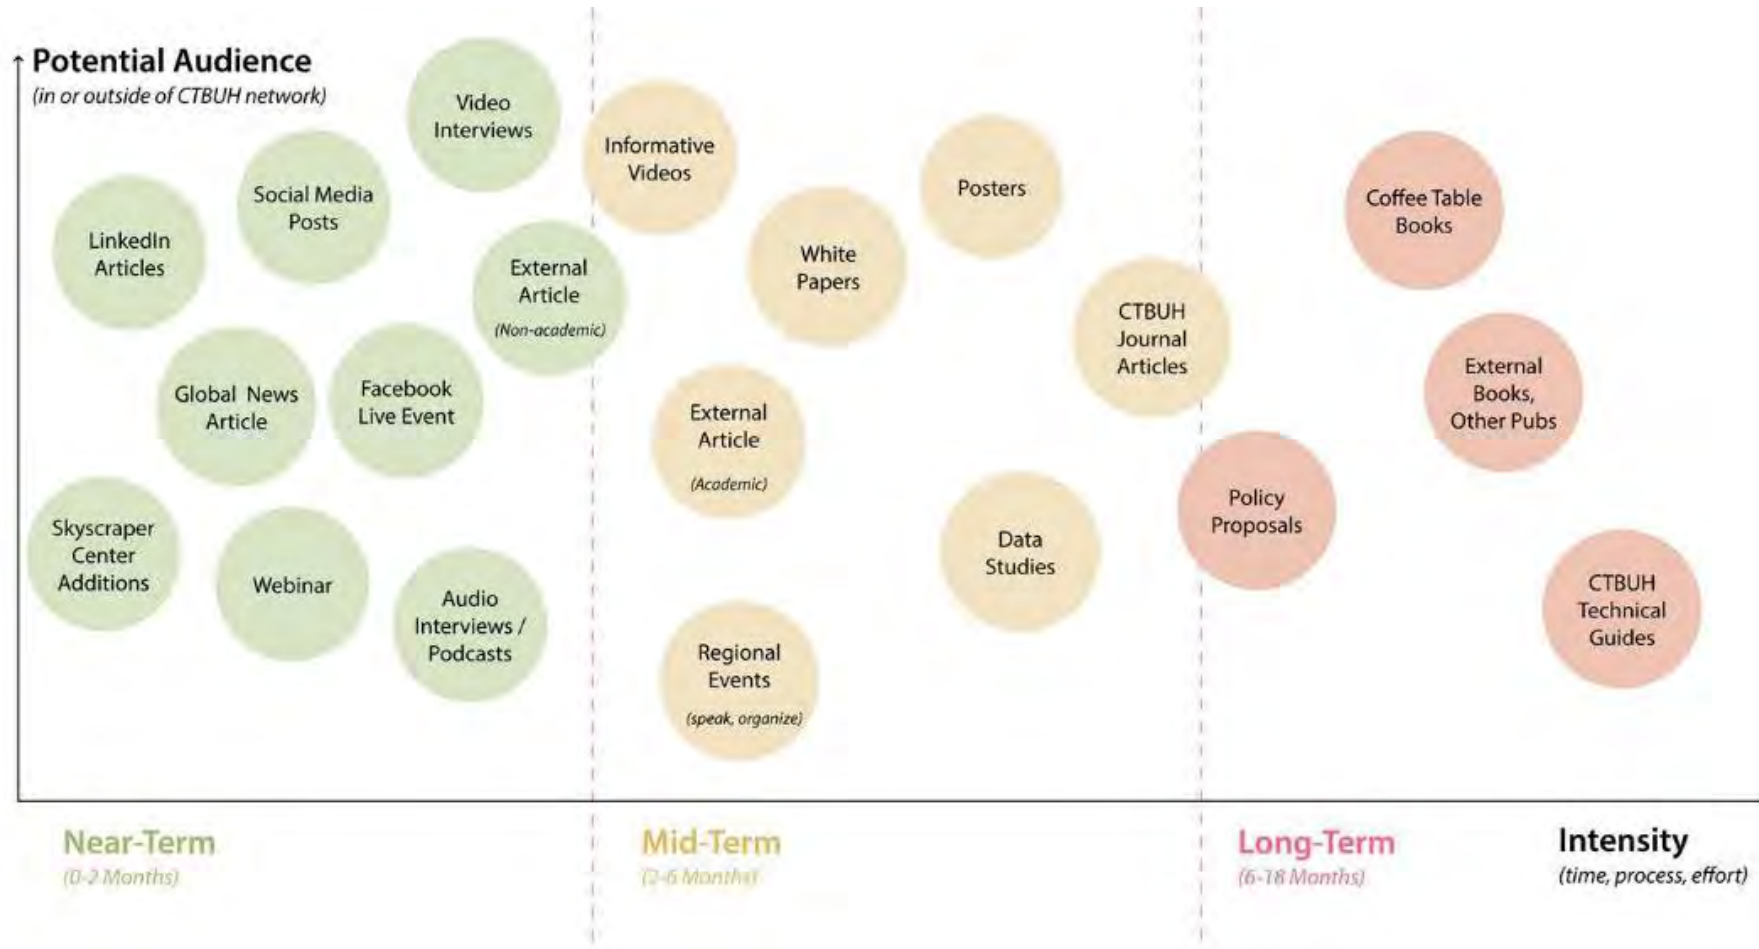 Potential Audience
(in or outside of CTBUH network)
Video
Interviews
Informative
Videos
Social Media
Posts
Posters
Coffee Table
Books
LinkedIn
Articles
External
Article
(Non-academic)
White
Papers
CTBUH
Journal
Articles
Global News
Article
Facebook
Live Event
External
Article
(Academic)
External
Books,
Other Pubs
Policy
Proposals
Skyscraper
Center
Additions
Webinar
Audio
Interviews /
Podcasts
Data
Studies
CTBUH
Technical
Guides
Regional
Events
(speak, organize)
Near-Term
(0-2 Months)
Mid-Term
(2-6 Months)
Long-Term
(6-18 Months)
Intensity
(time, process, effort)